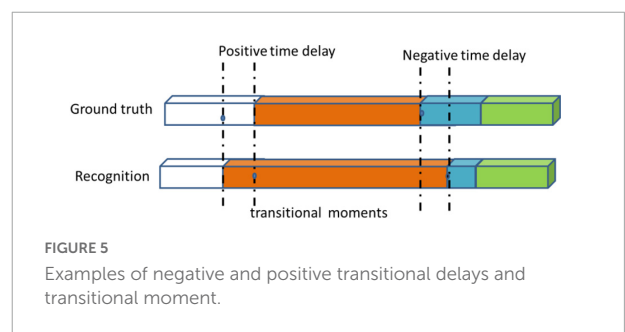 Positive time delay
Negative time delay
Ground truth
Recognition
transitional moments
FIGURE 5
Examples of negative and positive transitional delays and
transitional moment.